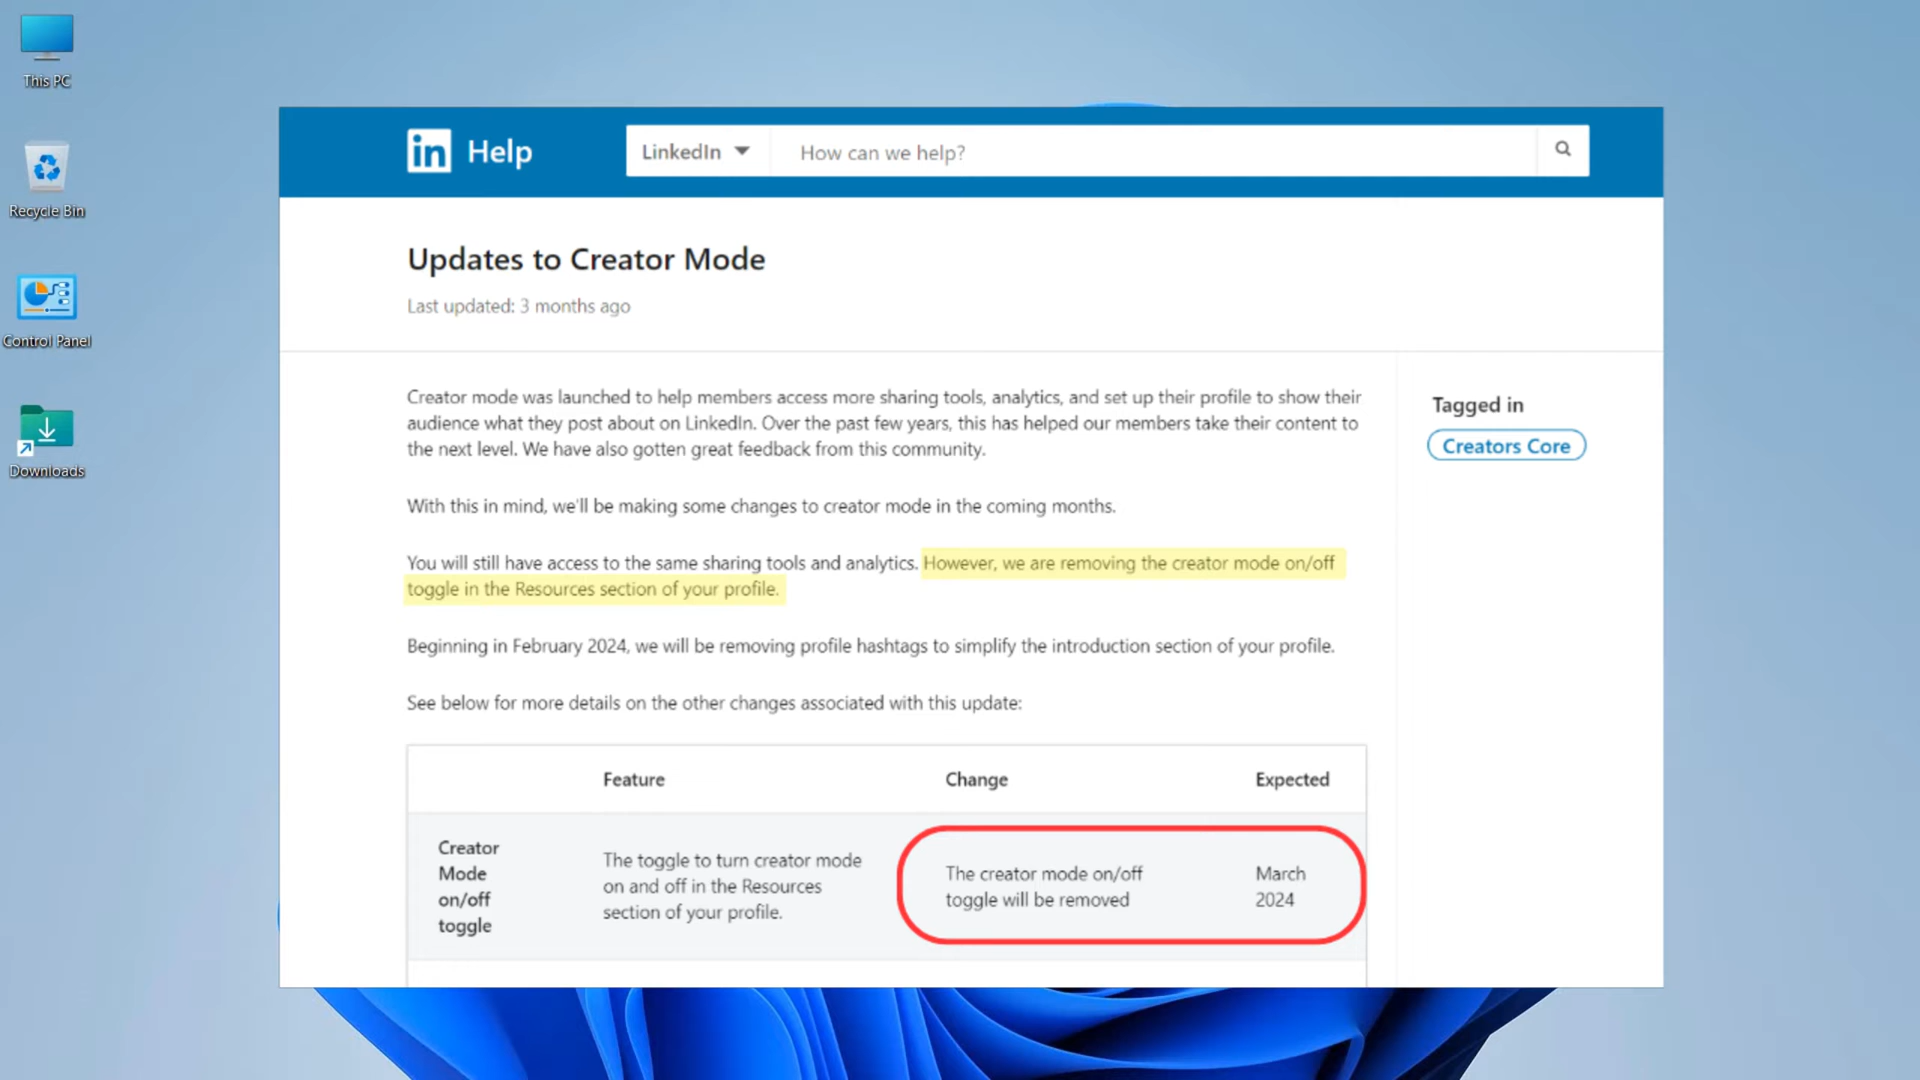 This PC
Recycle Bin
Control Panel
Downloads
in Help
LinkedIn
How can we help?
Updates to Creator Mode
Last updated: 3 months ago
Creator mode was launched to help members access more sharing tools, analytics, and set up their profile to show their
audience what they post about on LinkedIn. Over the past few years, this has helped our members take their content to
the next level. We have also gotten great feedback from this community.
With this in mind, we'll be making some changes to creator mode in the coming months.
You will still have access to the same sharing tools and analytics. However, we are removing the creator mode on/off
toggle in the Resources section of your profile.
Beginning in February 2024, we will be removing profile hashtags to simplify the introduction section of your profile.
See below for more details on the other changes associated with this update:
Tagged in
Creators Core
Feature
Change
Expected
Creator
Mode
on/off
toggle
The toggle to turn creator mode
on and off in the Resources
section of your profile.
The creator mode on/off
toggle will be removed
March
2024